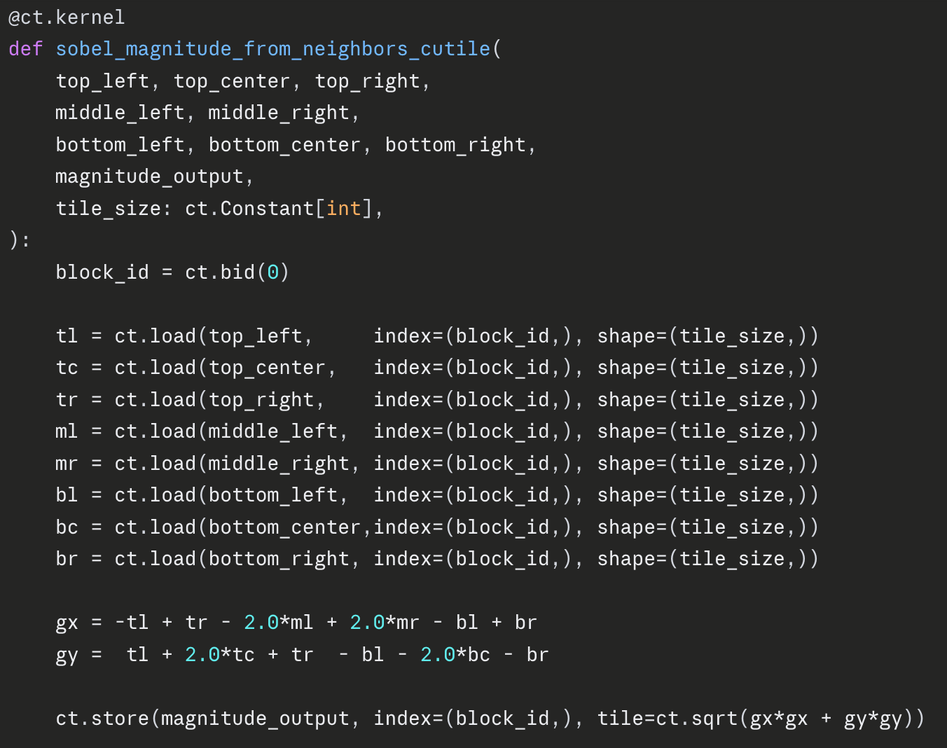 @ct.kernel
def sobel_magnitude_from_neighbors_cutile(
    top_left, top_center, top_right,
    middle_left, middle_right,
    bottom_left, bottom_center, bottom_right,
    magnitude_output,
    tile_size: ct.Constant[int],
):
    block_id = ct.bid(0)

    tl = ct.load(top_left,     index=(block_id,), shape=(tile_size,))
    tc = ct.load(top_center,   index=(block_id,), shape=(tile_size,))
    tr = ct.load(top_right,    index=(block_id,), shape=(tile_size,))
    ml = ct.load(middle_left,  index=(block_id,), shape=(tile_size,))
    mr = ct.load(middle_right, index=(block_id,), shape=(tile_size,))
    bl = ct.load(bottom_left,  index=(block_id,), shape=(tile_size,))
    bc = ct.load(bottom_center,index=(block_id,), shape=(tile_size,))
    br = ct.load(bottom_right, index=(block_id,), shape=(tile_size,))

    gx = -tl + tr - 2.0*ml + 2.0*mr - bl + br
    gy =  tl + 2.0*tc + tr  - bl - 2.0*bc - br

    ct.store(magnitude_output, index=(block_id,), tile=ct.sqrt(gx*gx + gy*gy))